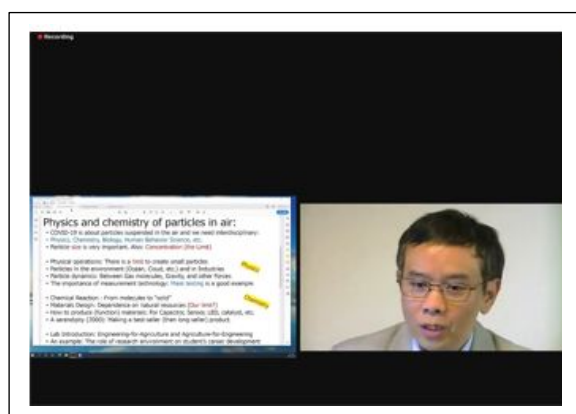 Recording
Physics and chemistry of particles in air:
• COVID-19 is about particles suspended in the air and we need interdisciplinary:
• Physics, Chemistry, Biology, Human Behavior Science, etc.
• Particle size is very important. Also: Concentration (the Limit)
• Physical operations: There is a limit to create small particles
Physics
• Particles in the environment (Ocean, Cloud, etc.) and in Industries
• Particle dynamics: Between Gas molecules, Gravity, and other Forces
• The importance of measurement technology: Mask testing is a good example
• Chemical Reaction - From molecules to "solid"
Chemistry
• Materials Design: Dependence on natural resources (Our limit?)
• How to produce (function) materials: For Capacitor, Sensor, LED, catalyst, etc.
• A serendipity (2000): Making a best-seller (then long-seller) product
• Lab Introduction: Engineering-for-Agriculture and Agriculture-for-Engineering
• An example: The role of research environment on student's career development